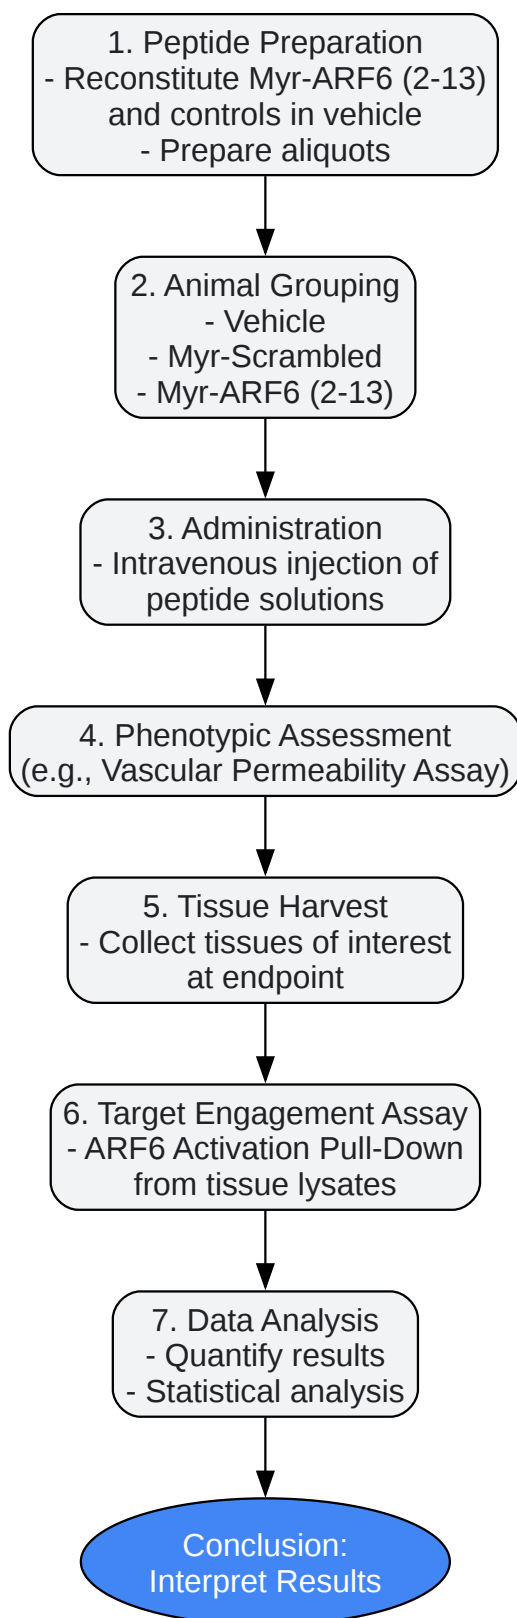 1. Peptide Preparation
- Reconstitute Myr-ARF6 (2-13)
and controls in vehicle
- Prepare aliquots
2. Animal Grouping
- Vehicle
- Myr-Scrambled
- Myr-ARF6 (2-13)
3. Administration
- Intravenous injection of
peptide solutions
4. Phenotypic Assessment
(e.g., Vascular Permeability Assay)
5. Tissue Harvest
- Collect tissues of interest
at endpoint
6. Target Engagement Assay
- ARF6 Activation Pull-Down
from tissue lysates
7. Data Analysis
- Quantify results
- Statistical analysis
Conclusion:
Interpret Results